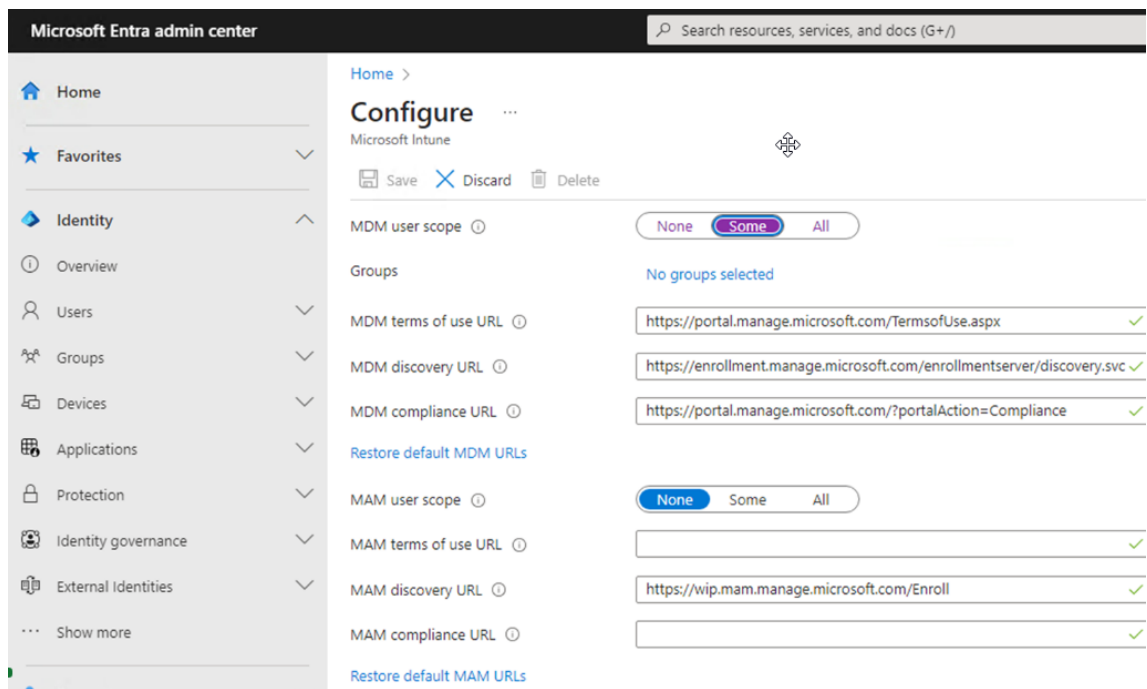 Microsoft Entra admin center
Search resources, services, and docs (G+/)
Home
Favorites
Identity
Overview
Users
Groups
Devices
Applications
Protection
Identity governance
External Identities
Show more
Home
Configure
Microsoft Intune
Save Discard Delete
MDM user scope None Some All
Groups No groups selected
MDM terms of use URL https://portal.manage.microsoft.com/TermsofUse.aspx
MDM discovery URL https://enrollment.manage.microsoft.com/enrollmentserver/discovery.svc
MDM compliance URL https://portal.manage.microsoft.com/?portalAction=Compliance
Restore default MDM URLs
MAM user scope None Some All
MAM terms of use URL
MAM discovery URL https://wip.mam.manage.microsoft.com/Enroll
MAM compliance URL
Restore default MAM URLs